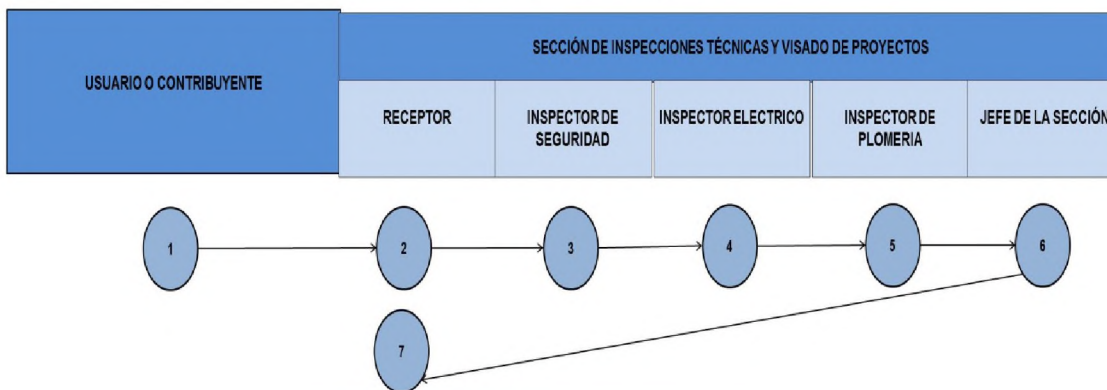 USUARIO O CONTRIBUYENTE
SECCIÓN DE INSPECCIONES TÉCNICAS Y VISADO DE PROYECTOS
RECEPTOR
INSPECTOR DE
SEGURIDAD
INSPECTOR ELECTRICO
INSPECTOR DE
PLOMERIA
JEFE DE LA SECCIÓN
1
2
3
4
5
6
7